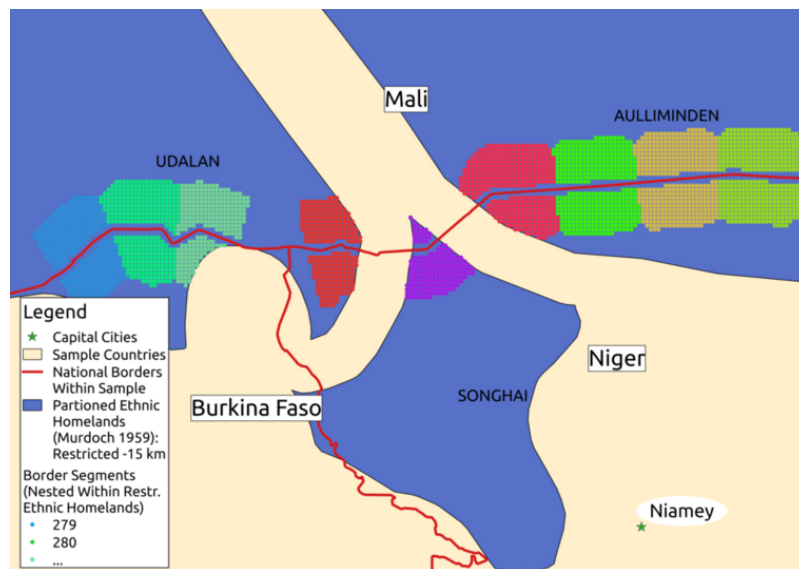 Mali
AULLIMINDEN
UDALAN
Legend
Capital Cities
Sample Countries
National Borders
Within Sample
Partioned Ethnic
Homelands
(Murdoch 1959):
Restricted -15 km
Border Segments
(Nested Within Restr.
Ethnic Homelands)
279
280
...
Niger
SONGHAI
Burkina Faso
Niamey